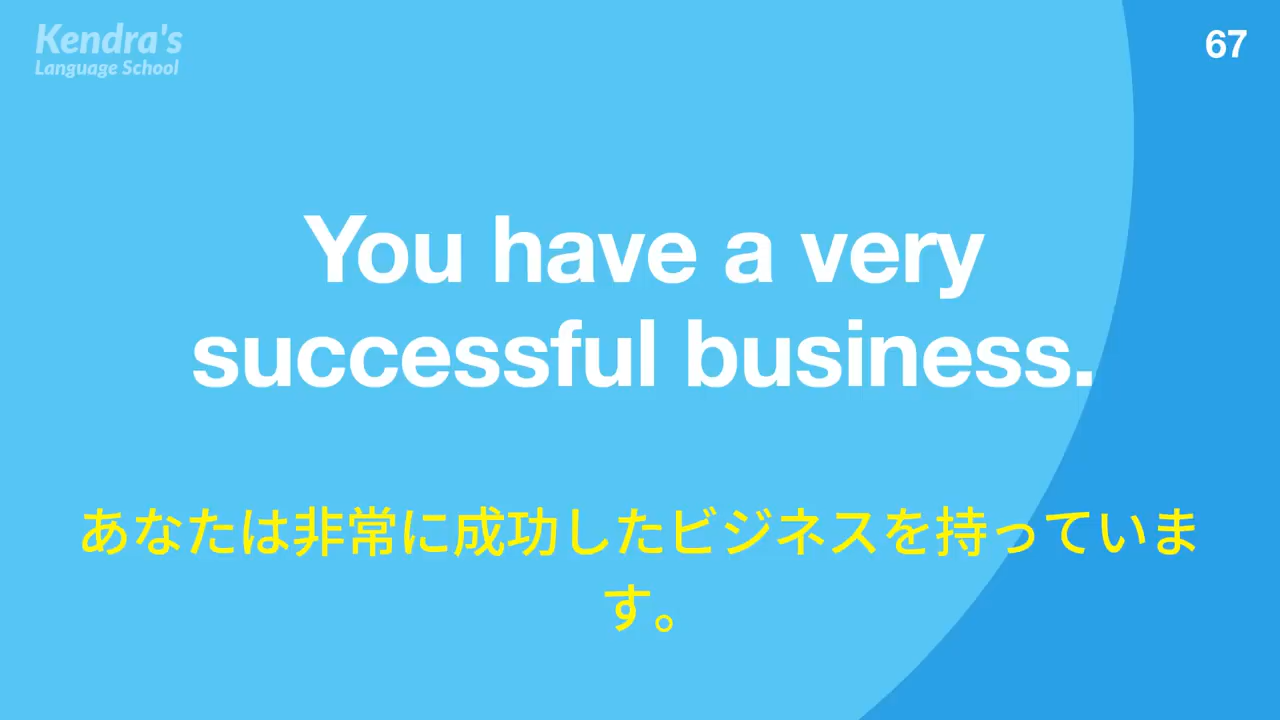 Kendra's
Language School
67
You have a very
successful business.
あなたは非常に成功したビジネスを持っていま
す。